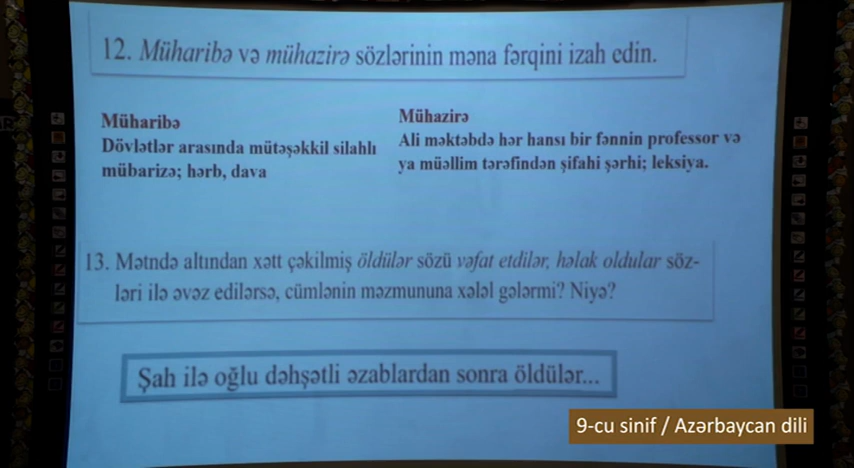 12. Müharibə və mühazirə sözlərinin məna fərqini izah edin.
Müharibə
Dövlətlər arasında mütəşəkkil silahlı
mübarizə; hərb, dava
Mühazirə
Ali məktəbdə hər hansı bir fənnin professor və
ya müəllim tərəfindən şifahi şərhi; leksiya.
13. Mətndə altından xətt çəkilmiş öldülər sözü vəfat etdilər, həlak oldular söz-
ləri ilə əvəz edilərsə, cümlənin məzmununa xələl gələrmi? Niyə?
Şah ilə oğlu dəhşətli əzablardan sonra öldülər...
9-cu sinif / Azərbaycan dili